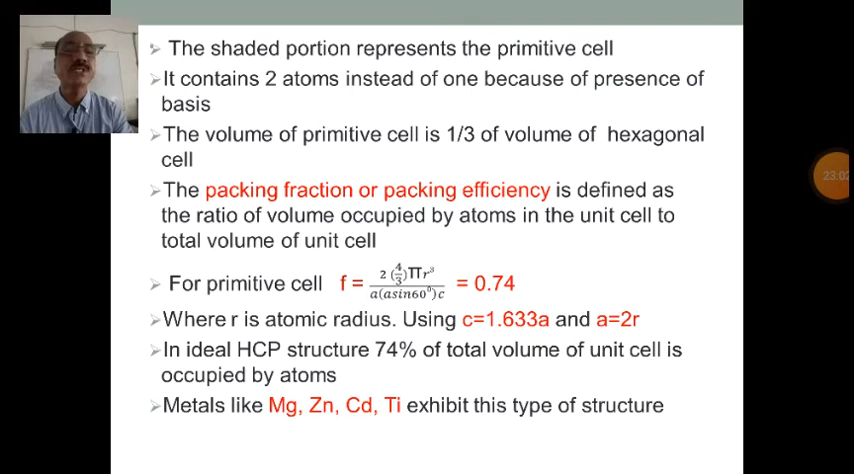 ➢ The shaded portion represents the primitive cell
➢It contains 2 atoms instead of one because of presence of
basis
➢The volume of primitive cell is 1/3 of volume of hexagonal
cell
➢The packing fraction or packing efficiency is defined as
the ratio of volume occupied by atoms in the unit cell to
total volume of unit cell
➢ For primitive cell f = 2(4/3)Πr³ / a(asin60⁰)c = 0.74
➢Where r is atomic radius. Using c=1.633a and a=2r
➢In ideal HCP structure 74% of total volume of unit cell is
occupied by atoms
➢Metals like Mg, Zn, Cd, Ti exhibit this type of structure
23:02